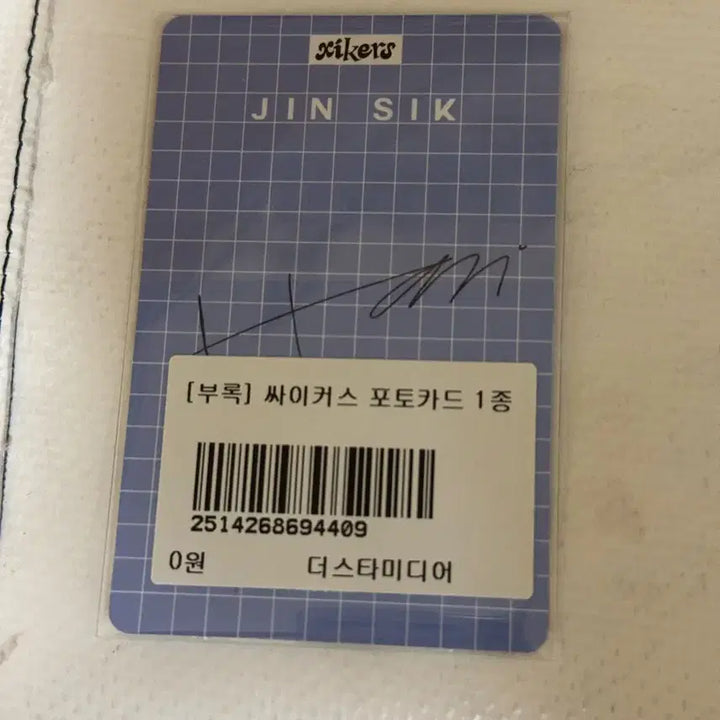 xikers
JIN SIK
[부록] 싸이커스 포토카드 1종
2514268694409
0원 더스타미디어